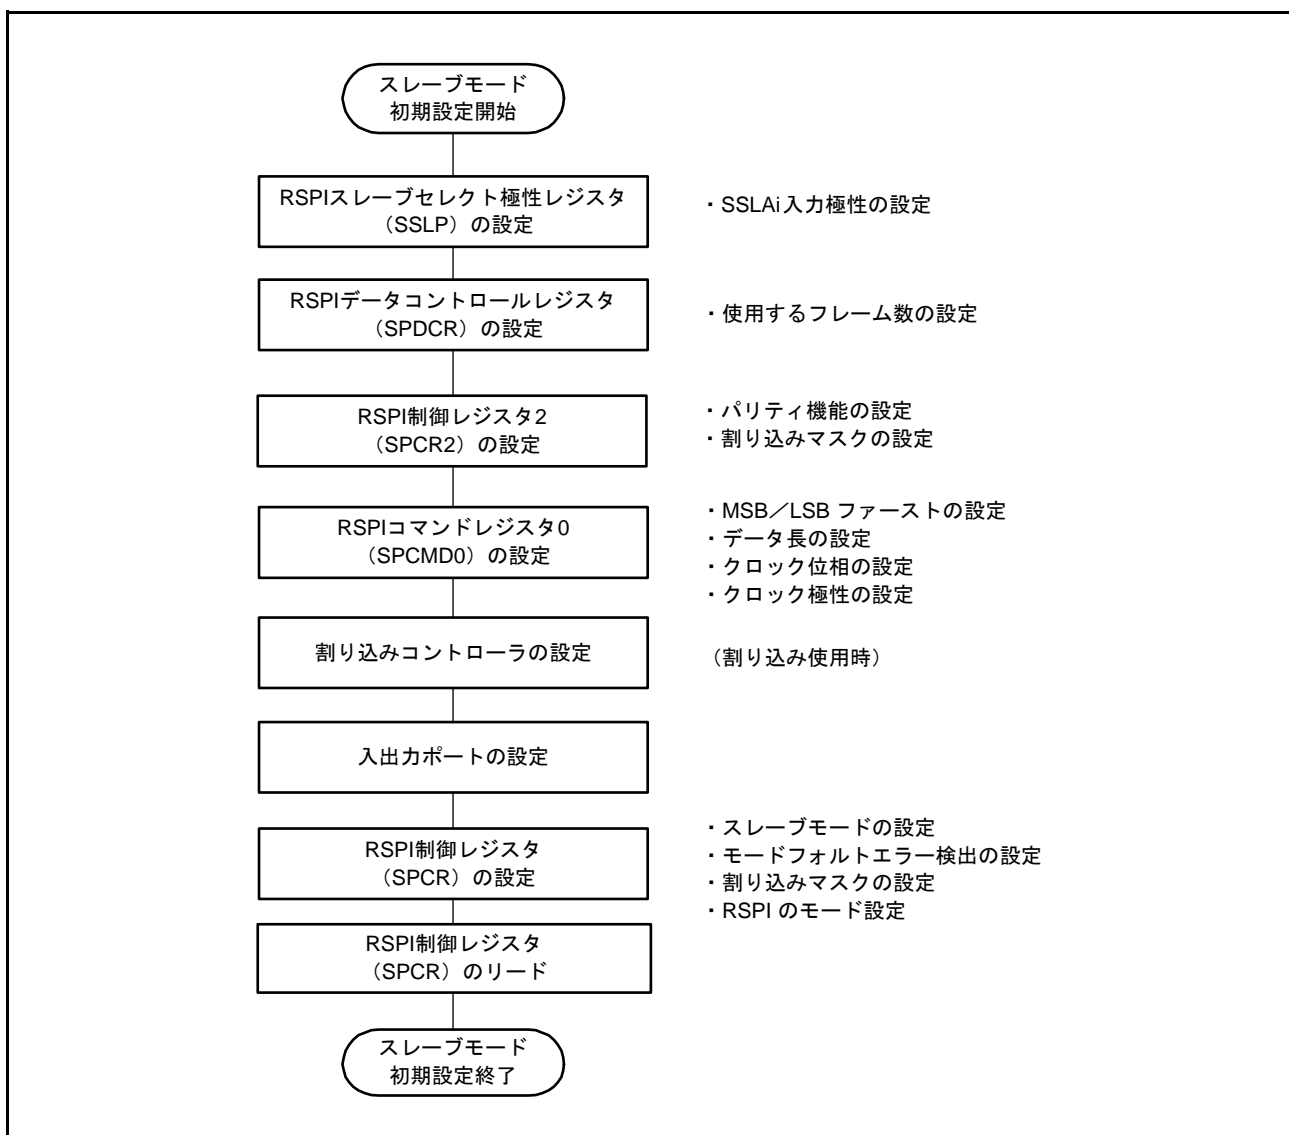 スレーブモード
初期設定開始
RSPIスレーブセレクト極性レジスタ
（SSLP）の設定
・SSLAi入力極性の設定
RSPIデータコントロールレジスタ
（SPDCR）の設定
・使用するフレーム数の設定
RSPI制御レジスタ2
（SPCR2）の設定
・パリティ機能の設定
・割り込みマスクの設定
RSPIコマンドレジスタ0
（SPCMD0）の設定
・MSB／LSB ファーストの設定
・データ長の設定
・クロック位相の設定
・クロック極性の設定
割り込みコントローラの設定
（割り込み使用時）
入出力ポートの設定
RSPI制御レジスタ
（SPCR）の設定
・スレーブモードの設定
・モードフォルトエラー検出の設定
・割り込みマスクの設定
・RSPI のモード設定
RSPI制御レジスタ
（SPCR）のリード
スレーブモード
初期設定終了